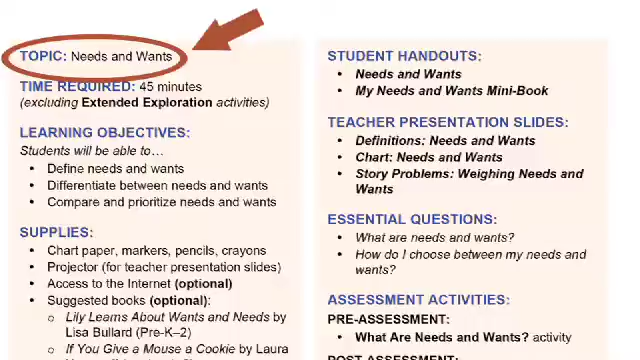 TOPIC: Needs and Wants
TIME REQUIRED: 45 minutes
(excluding Extended Exploration activities)
LEARNING OBJECTIVES:
Students will be able to…
• Define needs and wants
• Differentiate between needs and wants
• Compare and prioritize needs and wants
SUPPLIES:
• Chart paper, markers, pencils, crayons
• Projector (for teacher presentation slides)
• Access to the Internet (optional)
• Suggested books (optional):
o Lily Learns About Wants and Needs by
Lisa Bullard (Pre-K–2)
o If You Give a Mouse a Cookie by Laura
STUDENT HANDOUTS:
• Needs and Wants
• My Needs and Wants Mini-Book
TEACHER PRESENTATION SLIDES:
• Definitions: Needs and Wants
• Chart: Needs and Wants
• Story Problems: Weighing Needs and
Wants
ESSENTIAL QUESTIONS:
• What are needs and wants?
• How do I choose between my needs and
wants?
ASSESSMENT ACTIVITIES:
PRE-ASSESSMENT:
• What Are Needs and Wants? activity